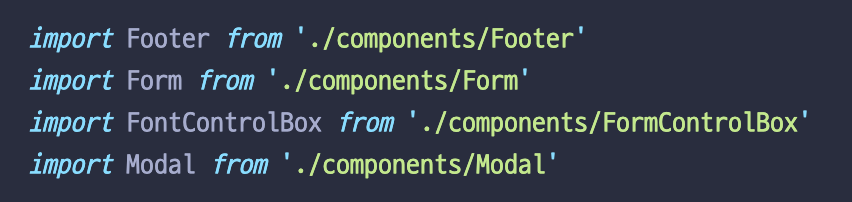 import Footer from './components/Footer'
import Form from './components/Form'
import FontControlBox from './components/FormControlBox'
import Modal from './components/Modal'